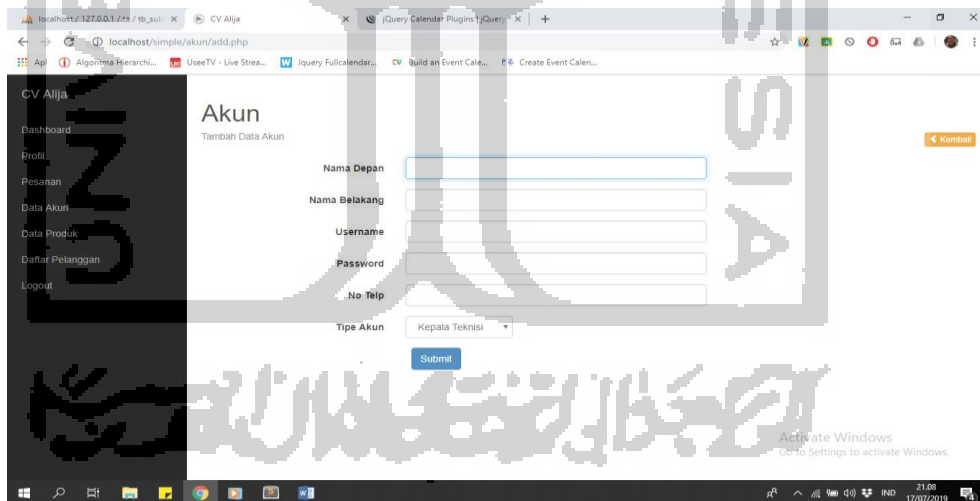 localhost / 127.0.0.1 / ta / tb_sub
CV Alija
jQuery Calendar Plugins | jQuery
localhost/simple/akun/add.php
Apl
Algoritma Hierarchi...
UseeTV - Live Strea...
Jquery Fullcalendar...
Build an Event Cale...
Create Event Calen...
CV Alija
Dashboard
Profil
Pesanan
Data Akun
Data Produk
Daftar Pelanggan
Logout
Akun
Tambah Data Akun
Kembali
Nama Depan
Nama Belakang
Username
Password
No Telp
Tipe Akun
Kepala Teknisi
Submit
Activate Windows
Go to Settings to activate Windows.
IND
21.08
17/07/2019